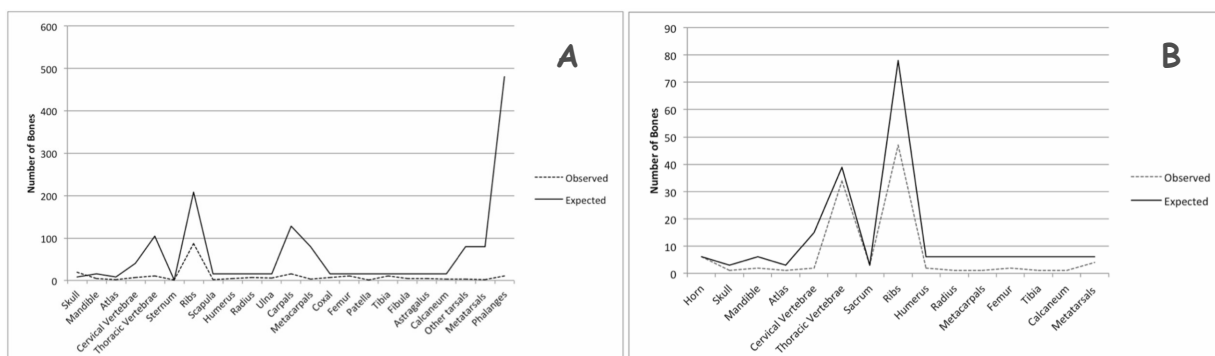 A
600
500
400
300
200
100
0
Number of Bones
Observed
Expected
Skull
Mandible
Atlas
Cervical Vertebrae
Thoracic Vertebrae
Sternum
Ribs
Scapula
Humerus
Radius
Ulna
Carpals
Metacarpals
Coxal
Femur
Patella
Tibia
Fibula
Astragalus
Calcaneum
Other tarsals
Metatarsals
Phalanges
B
90
80
70
60
50
40
30
20
10
0
Number of Bones
Observed
Expected
Horn
Skull
Mandible
Atlas
Cervical Vertebrae
Thoracic Vertebrae
Sacrum
Ribs
Humerus
Radius
Metacarpals
Femur
Tibia
Calcaneum
Metatarsals